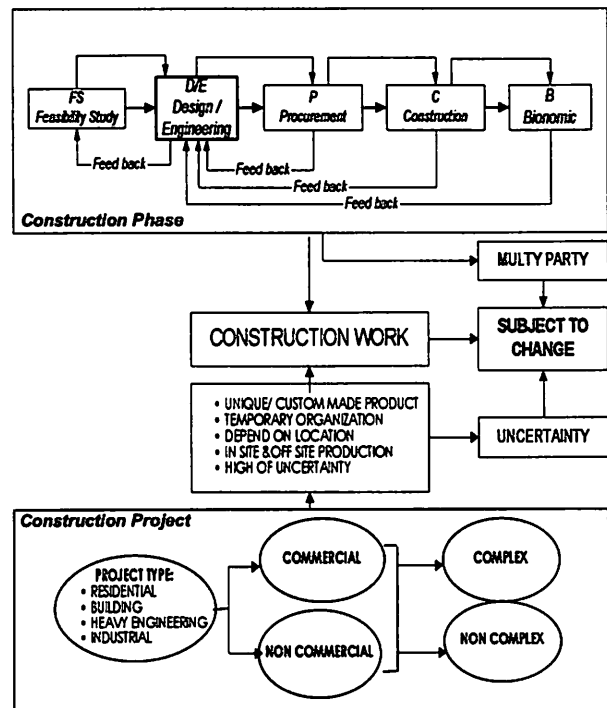 FS
Feasibility Study
D/E
Design /
Engineering
P
Procurement
C
Construction
B
Bionomic
Feed back
Feed back
Feed back
Construction Phase
MULTY PARTY
CONSTRUCTION WORK
SUBJECT TO
CHANGE
• UNIQUE/ CUSTOM MADE PRODUCT
• TEMPORARY ORGANIZATION
• DEPEND ON LOCATION
• IN SITE &OFF SITE PRODUCTION
• HIGH OF UNCERTAINTY
UNCERTAINTY
Construction Project
PROJECT TYPE:
• RESIDENTIAL
• BUILDING
• HEAVY ENGINEERING
• INDUSTRIAL
COMMERCIAL
NON COMMERCIAL
COMPLEX
NON COMPLEX